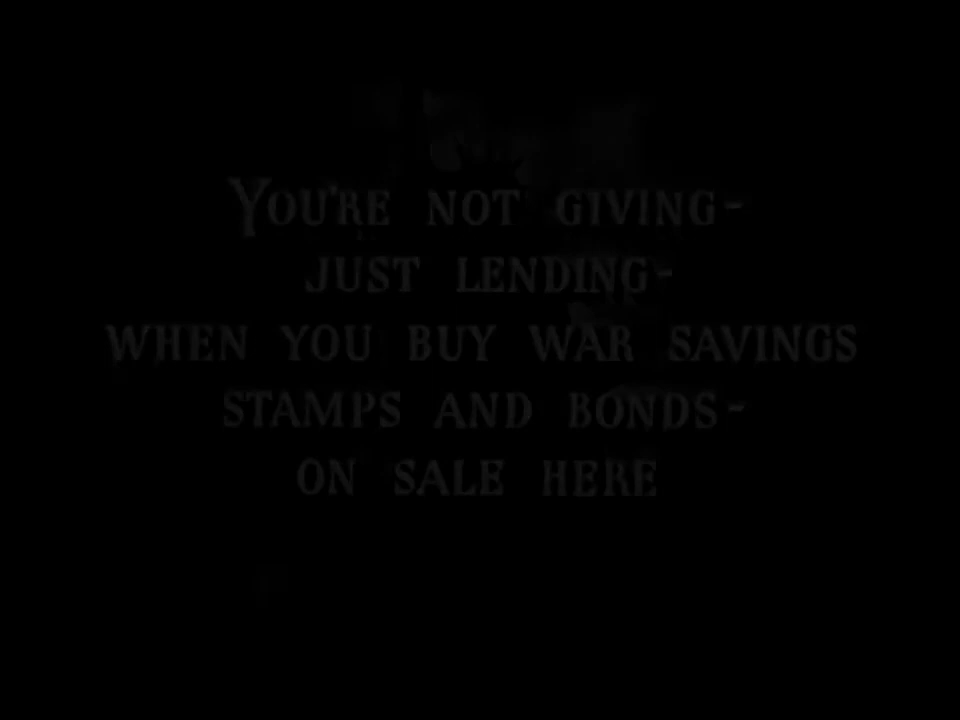 YOU'RE NOT GIVING-
JUST LENDING-
WHEN YOU BUY WAR SAVINGS
STAMPS AND BONDS-
ON SALE HERE